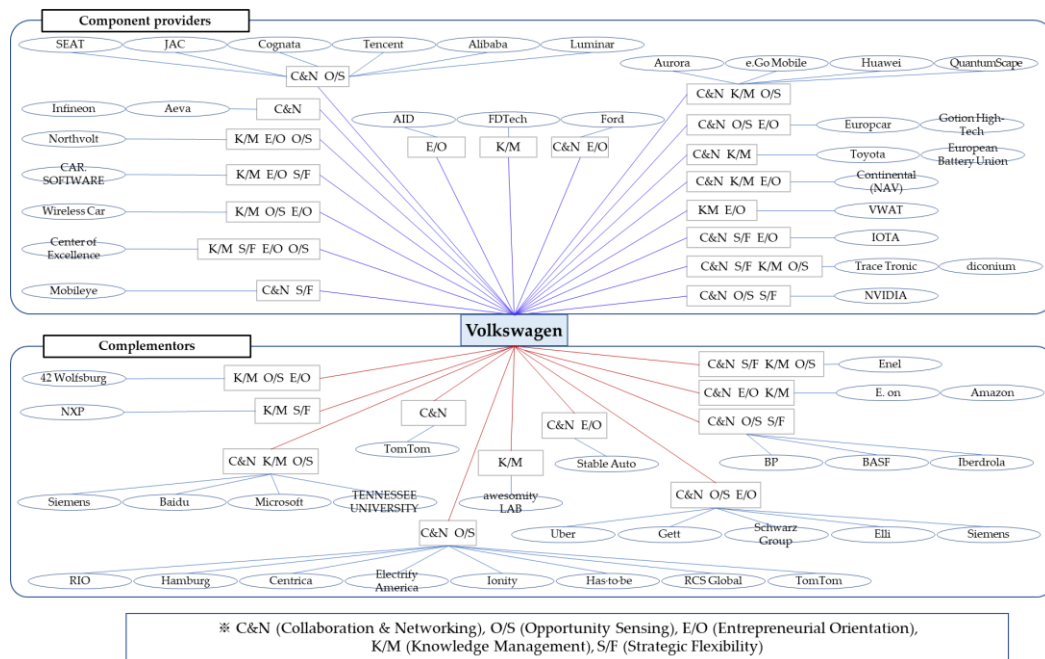 Component providers
SEAT
JAC
Cognata
Tencent
Alibaba
Luminar
C&N O/S
Aurora
e.Go Mobile
Huawei
QuantumScape
C&N K/M O/S
Infineon
Aeva
C&N
AID
FDTech
Ford
E/O
K/M
C&N E/O
C&N O/S E/O
Europcar
Gotion High-
Tech
Northvolt
K/M E/O O/S
C&N K/M
Toyota
European
Battery Union
CAR.
SOFTWARE
K/M E/O S/F
C&N K/M E/O
Continental
(NAV)
Wireless Car
K/M O/S E/O
KM E/O
VWAT
Center of
Excellence
K/M S/F E/O O/S
C&N S/F E/O
IOTA
C&N S/F K/M O/S
Trace Tronic
diconium
Mobileye
C&N S/F
C&N O/S S/F
NVIDIA
Volkswagen
Complementors
42 Wolfsburg
K/M O/S E/O
C&N S/F K/M O/S
Enel
C&N E/O K/M
E. on
Amazon
NXP
K/M S/F
C&N
TomTom
C&N E/O
Stable Auto
C&N O/S S/F
BP
BASF
Iberdrola
C&N K/M O/S
Siemens
Baidu
Microsoft
TENNESSEE
UNIVERSITY
K/M
awesomity
LAB
C&N O/S E/O
Uber
Gett
Schwarz
Group
Elli
Siemens
C&N O/S
RIO
Hamburg
Centrica
Electrify
America
Ionity
Has-to-be
RCS Global
TomTom
※ C&N (Collaboration & Networking), O/S (Opportunity Sensing), E/O (Entrepreneurial Orientation),
K/M (Knowledge Management), S/F (Strategic Flexibility)